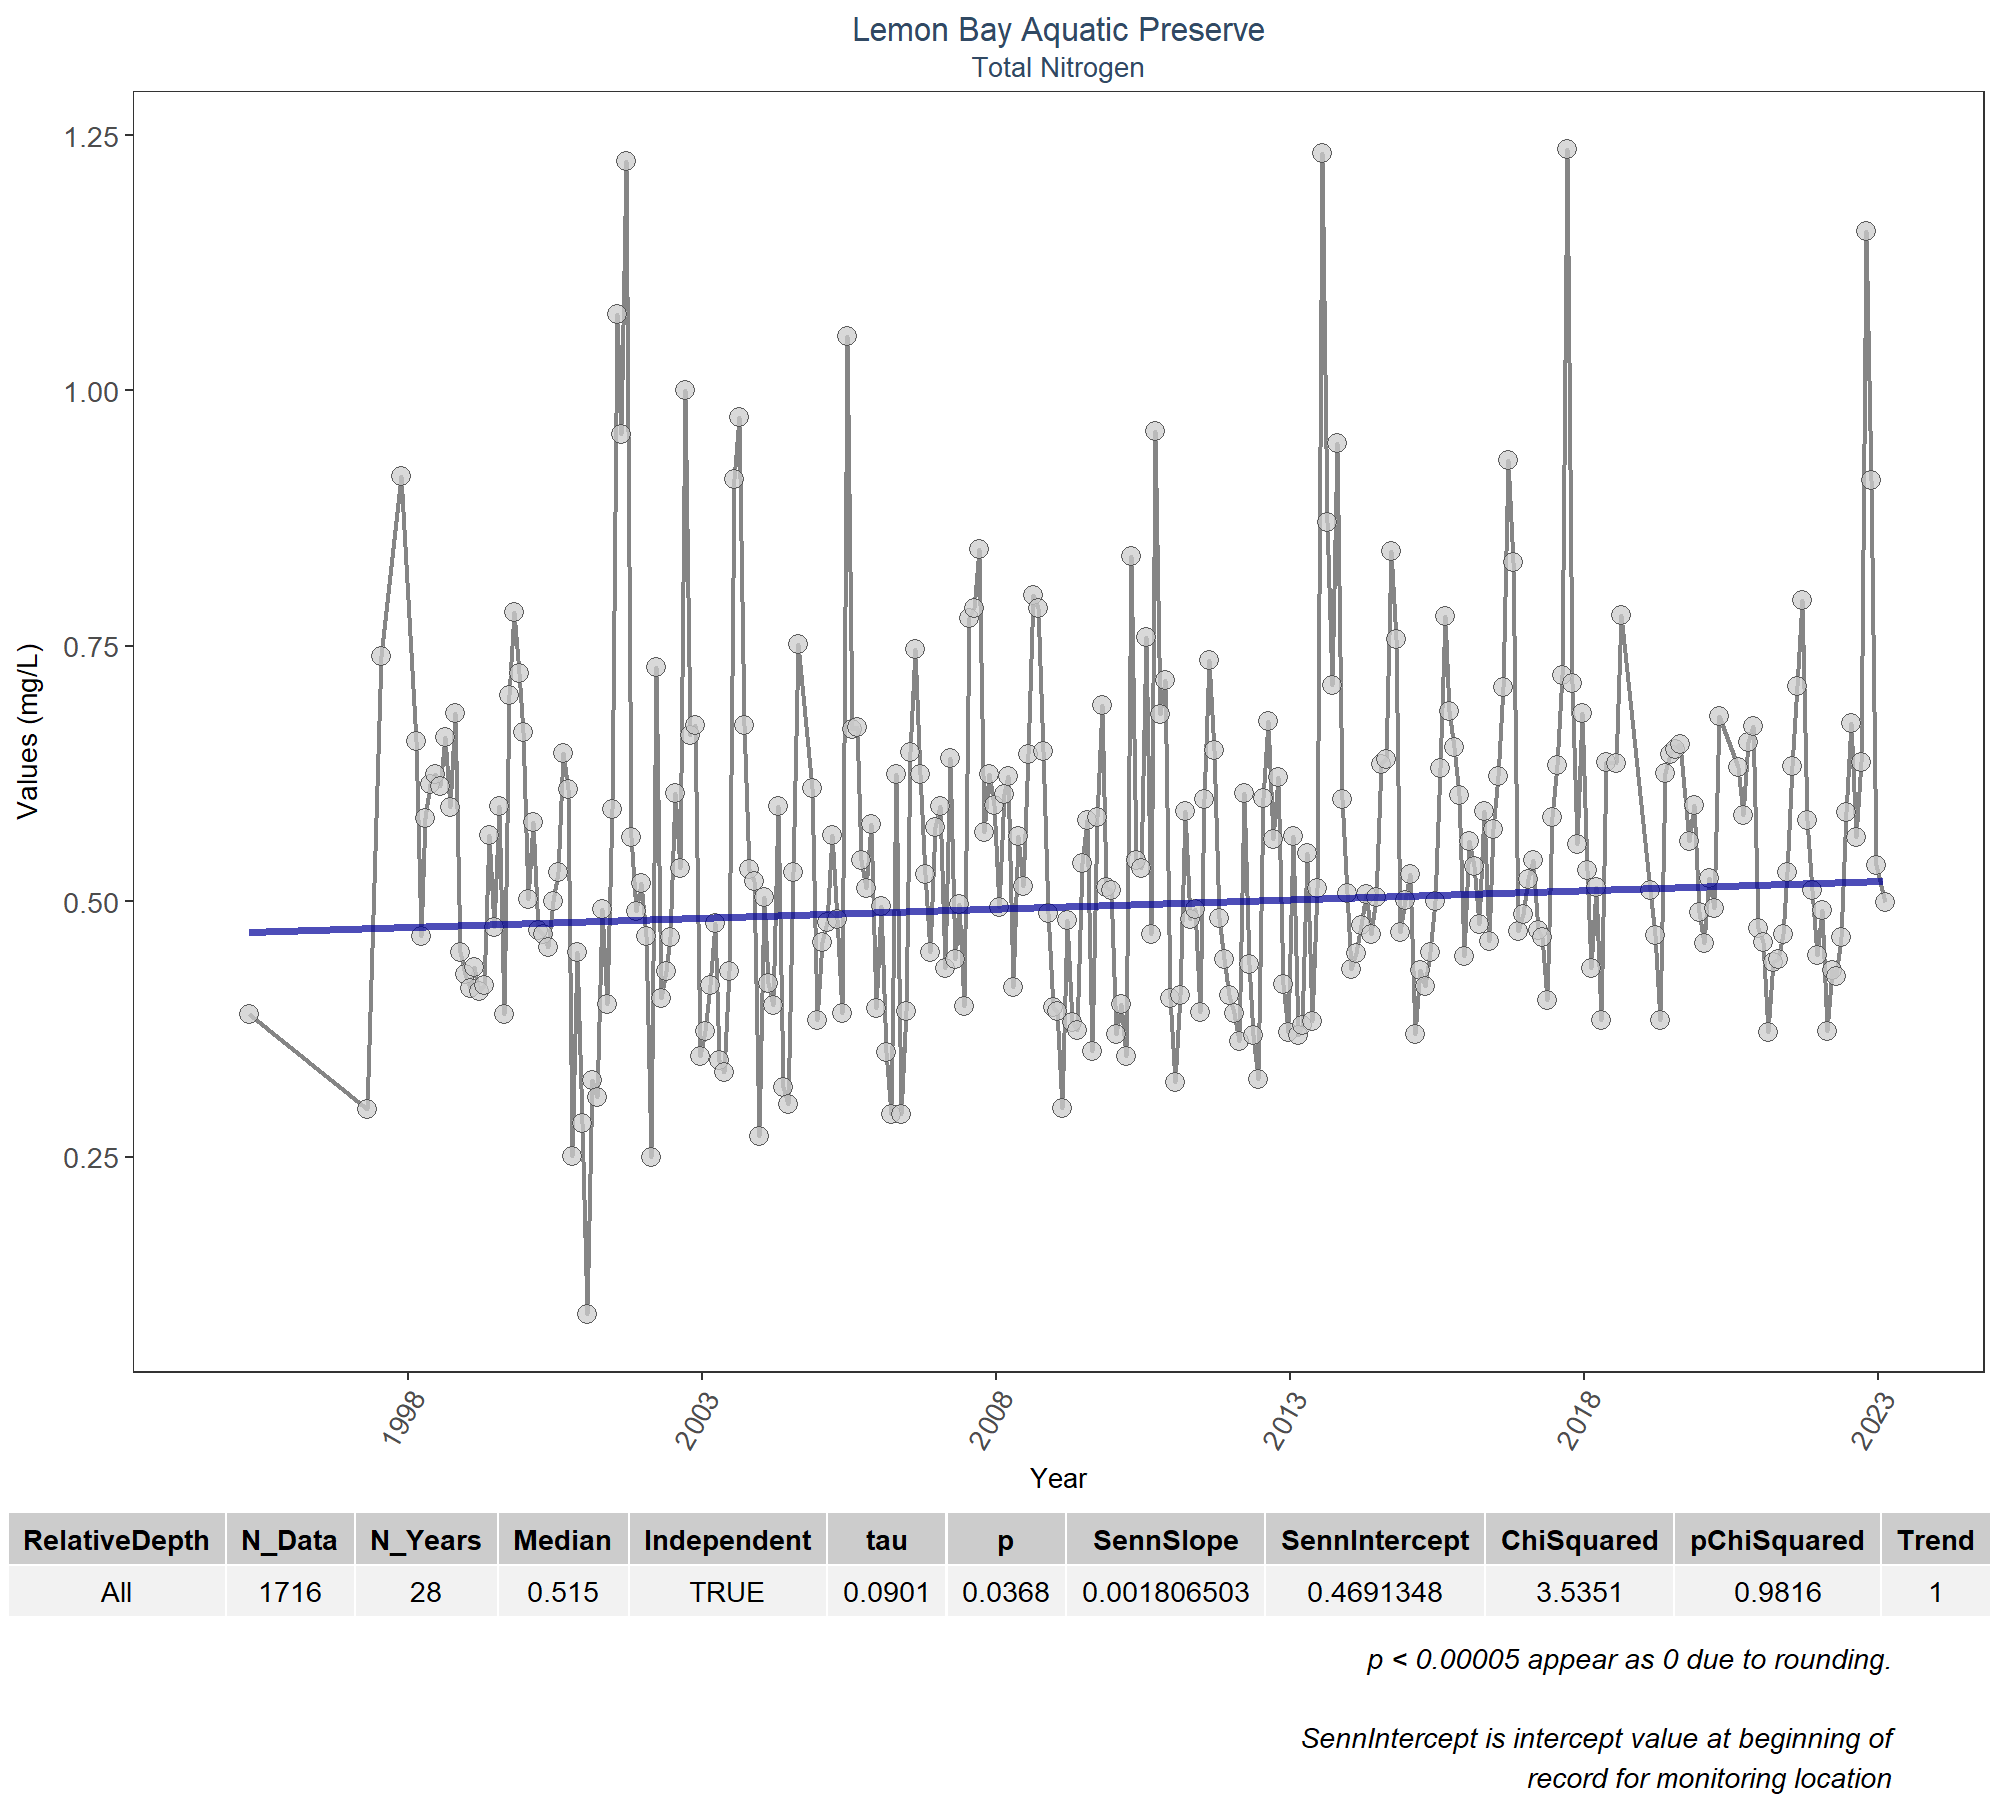 Lemon Bay Aquatic Preserve
Total Nitrogen
1.25
1.00
0.75
0.50
0.25
Values (mg/L)
1998
2003
2008
2013
2018
2023
Year
RelativeDepth N_Data N_Years Median Independent tau p SennSlope SennIntercept ChiSquared pChiSquared Trend
All 1716 28 0.515 TRUE 0.0901 0.0368 0.001806503 0.4691348 3.5351 0.9816 1
p < 0.00005 appear as 0 due to rounding.
SennIntercept is intercept value at beginning of
record for monitoring location